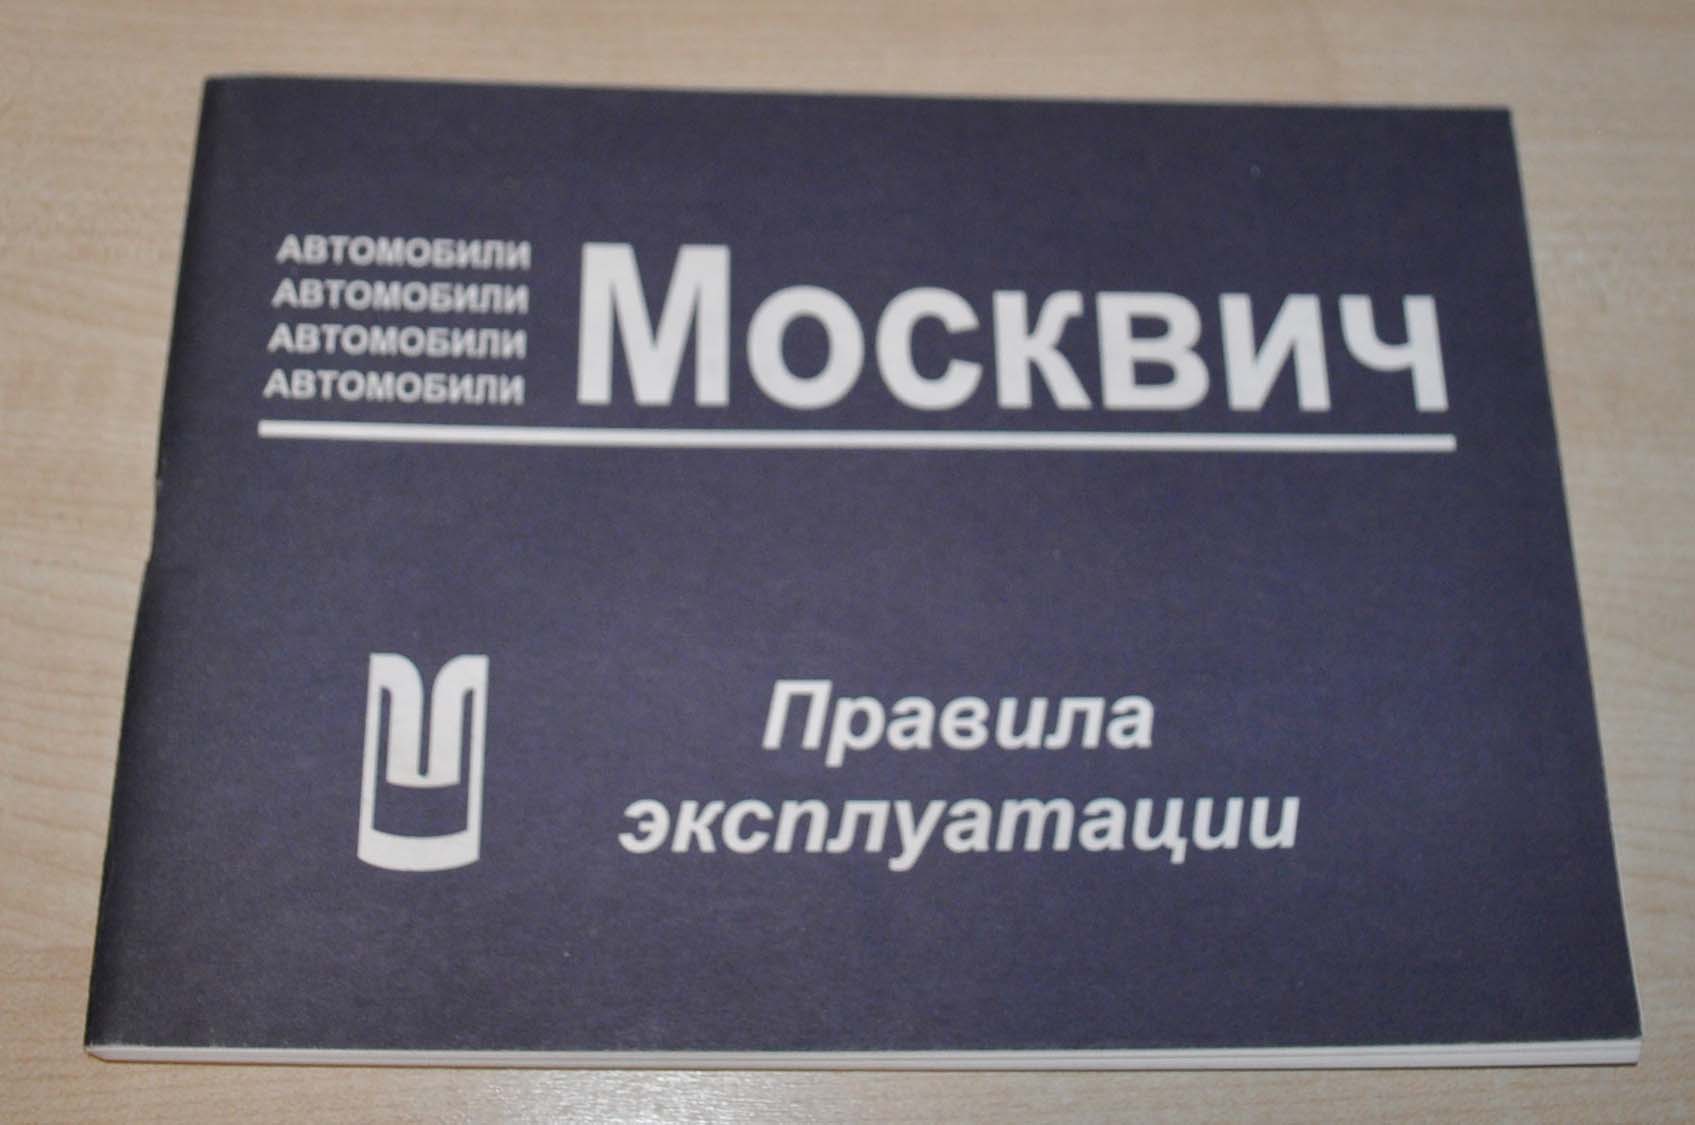 АВТОМОБИЛИ
АВТОМОБИЛИ
АВТОМОБИЛИ
АВТОМОБИЛИ
Москвич
Правила
эксплуатации